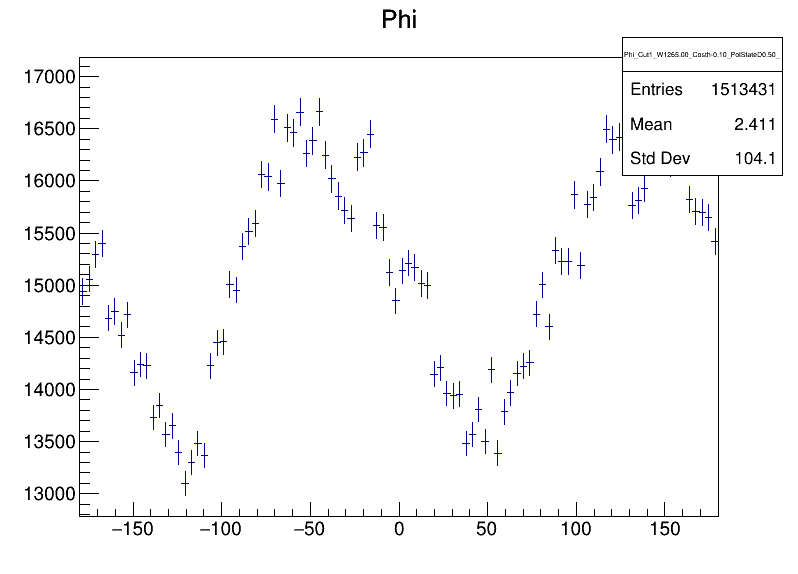 Phi
Phi_Cut1_W1265.00_Costh-0.10_PolStateD0.50_
Entries 1513431
Mean 2.411
Std Dev 104.1
17000
16500
16000
15500
15000
14500
14000
13500
13000
−150 −100 −50 0 50 100 150